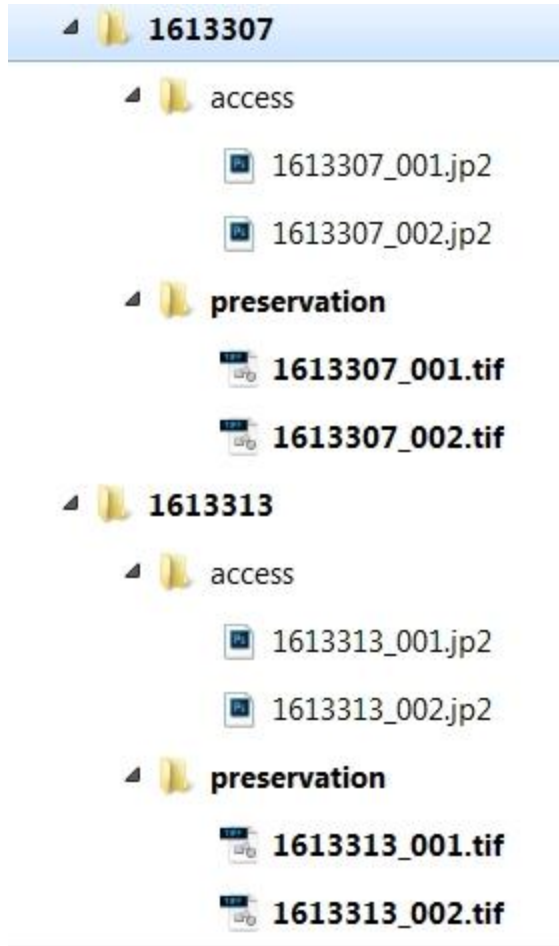 1613307
access
1613307_001.jp2
1613307_002.jp2
preservation
1613307_001.tif
1613307_002.tif
1613313
access
1613313_001.jp2
1613313_002.jp2
preservation
1613313_001.tif
1613313_002.tif